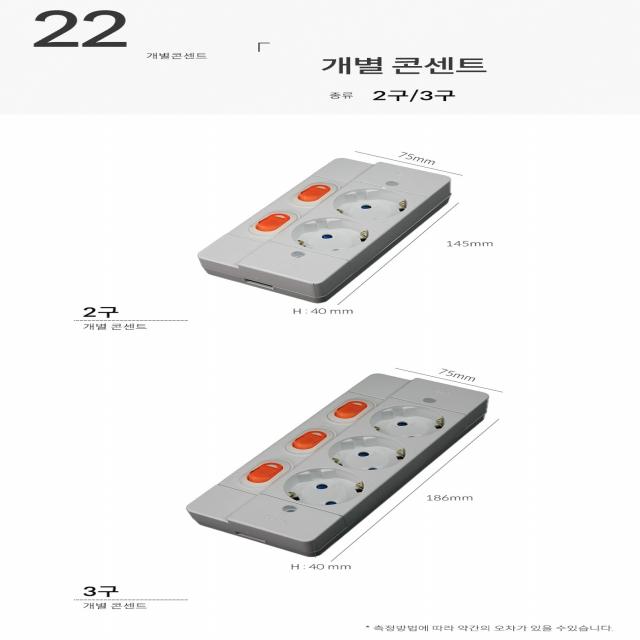 22
개별콘센트
개별 콘센트
종류 2구/3구
75mm
145mm
H : 40 mm
2구
개별 콘센트
75mm
186mm
H : 40 mm
3구
개별 콘센트
* 측정방법에 따라 약간의 오차가 있을 수있습니다.